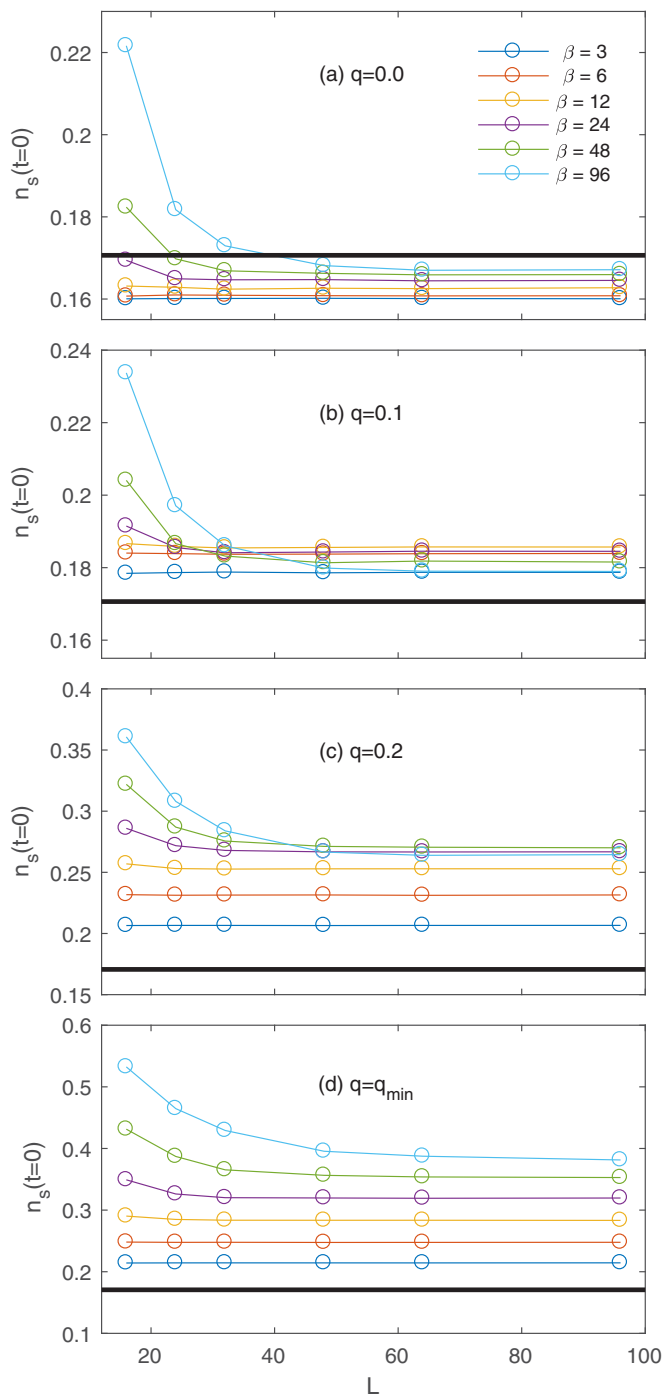 0.22
0.2
0.18
0.16
n_s(t=0)
(a) q=0.0
β = 3
β = 6
β = 12
β = 24
β = 48
β = 96
0.24
0.22
0.2
0.18
0.16
n_s(t=0)
(b) q=0.1
0.4
0.35
0.3
0.25
0.2
0.15
n_s(t=0)
(c) q=0.2
0.6
0.5
0.4
0.3
0.2
0.1
n_s(t=0)
(d) q=q_min
20 40 60 80 100
L